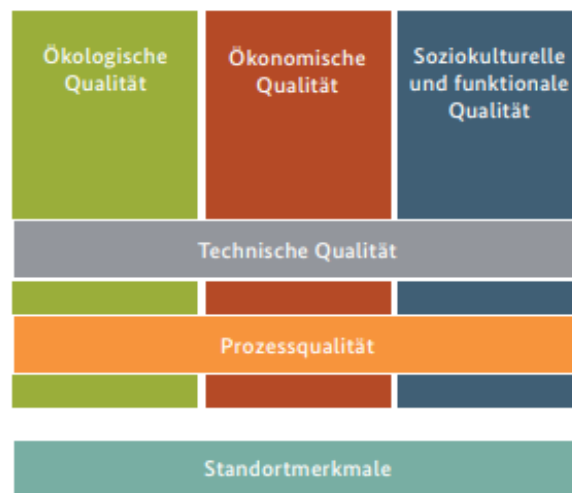 Ökologische
Qualität
Ökonomische
Qualität
Soziokulturelle
und funktionale
Qualität
Technische Qualität
Prozessqualität
Standortmerkmale